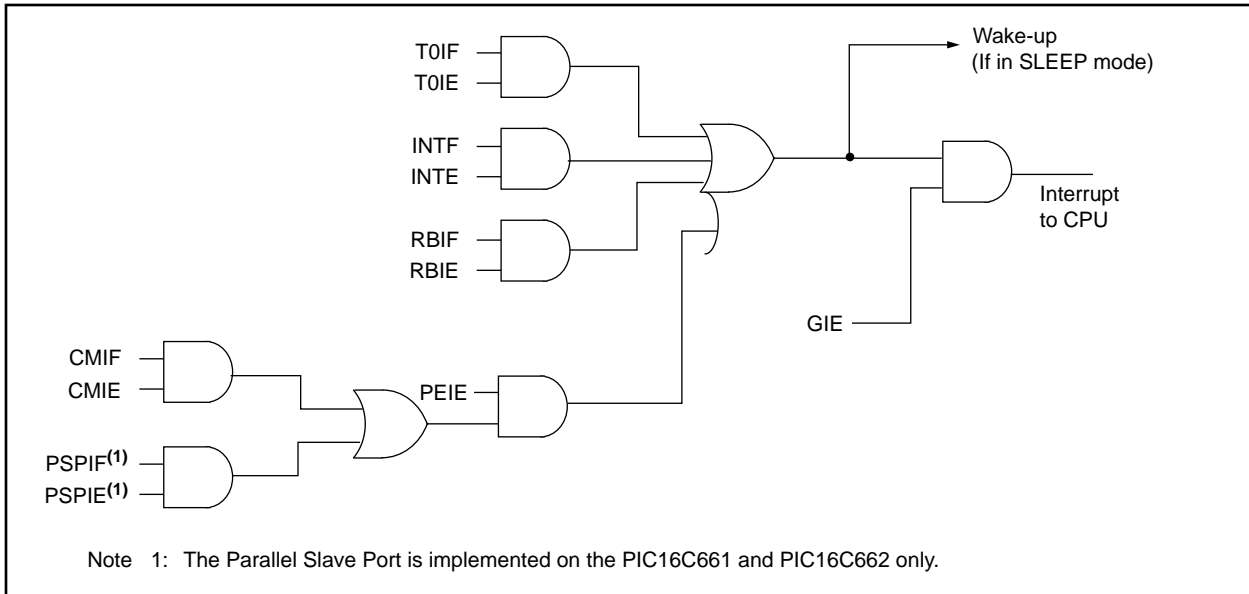 T0IF
T0IE
INTF
INTE
RBIF
RBIE
Wake-up
(If in SLEEP mode)
Interrupt
to CPU
GIE
CMIF
CMIE
PEIE
PSPIF(1)
PSPIE(1)
Note 1: The Parallel Slave Port is implemented on the PIC16C661 and PIC16C662 only.